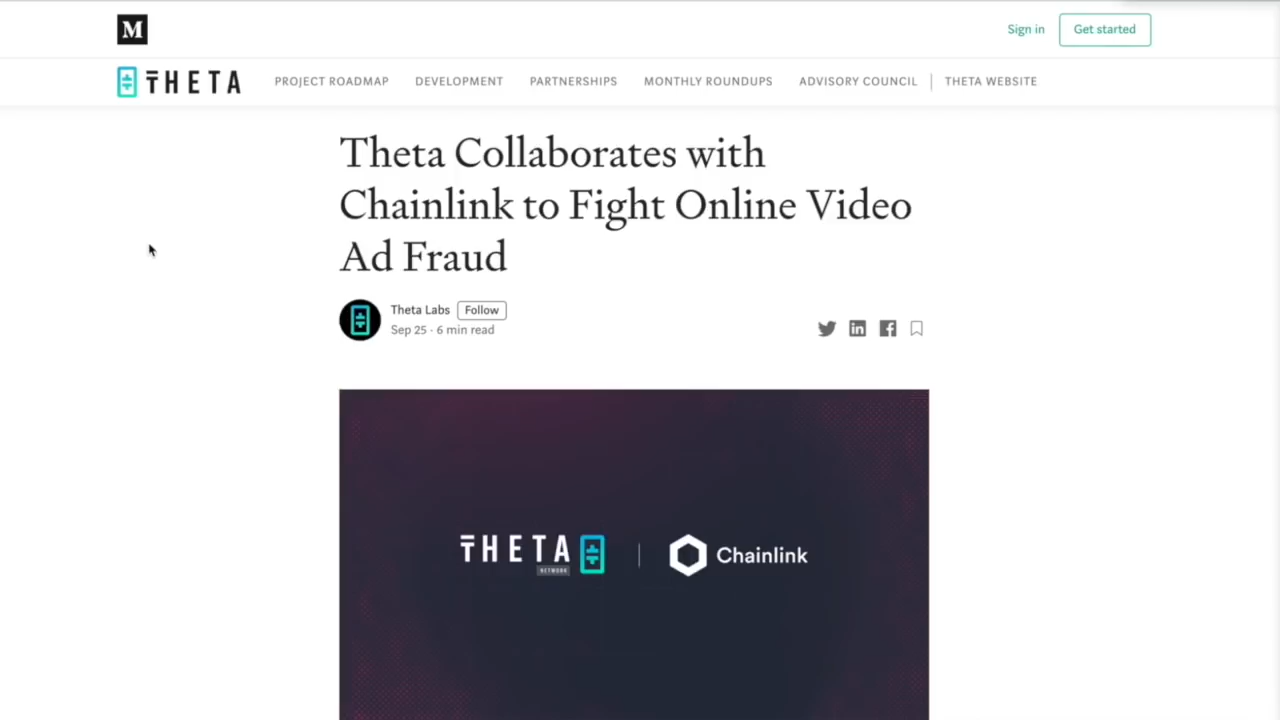 M
Sign in
Get started
THETA
PROJECT ROADMAP
DEVELOPMENT
PARTNERSHIPS
MONTHLY ROUNDUPS
ADVISORY COUNCIL
THETA WEBSITE
Theta Collaborates with
Chainlink to Fight Online Video
Ad Fraud
Theta Labs
Follow
Sep 25 · 6 min read
THETA
NETWORK
Chainlink